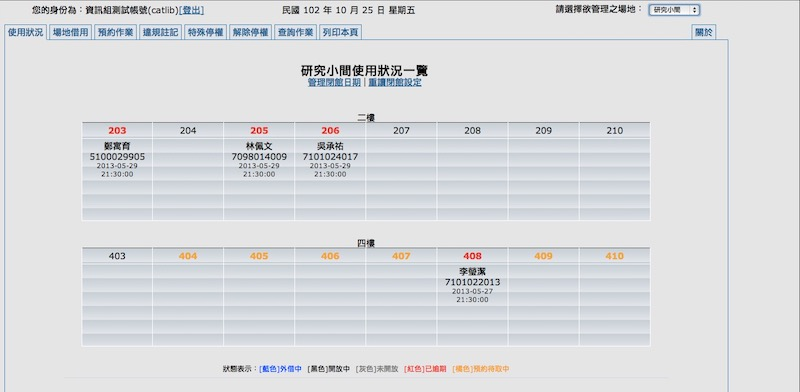 您的身份為：資訊組測試帳號(catlib)[登出] 民國 102 年 10 月 25 日 星期五 請選擇欲管理之場地： 研究小間
使用狀況 場地借用 預約作業 違規註記 特殊停權 解除停權 查詢作業 列印本頁 關於
研究小間使用狀況一覽
管理閉館日期 | 重讀閉館設定
二樓
203 204 205 206 207 208 209 210
鄭寓育 林佩文 吳承祐
5100029905 7098014009 7101024017
2013-05-29 2013-05-29 2013-05-29
21:30:00 21:30:00 21:30:00
四樓
403 404 405 406 407 408 409 410
李瑩潔
7101022013
2013-05-27
21:30:00
狀態表示：[藍色]外借中 [黑色]開放中 [灰色]未開放 [紅色]已逾期 [橘色]預約待取中